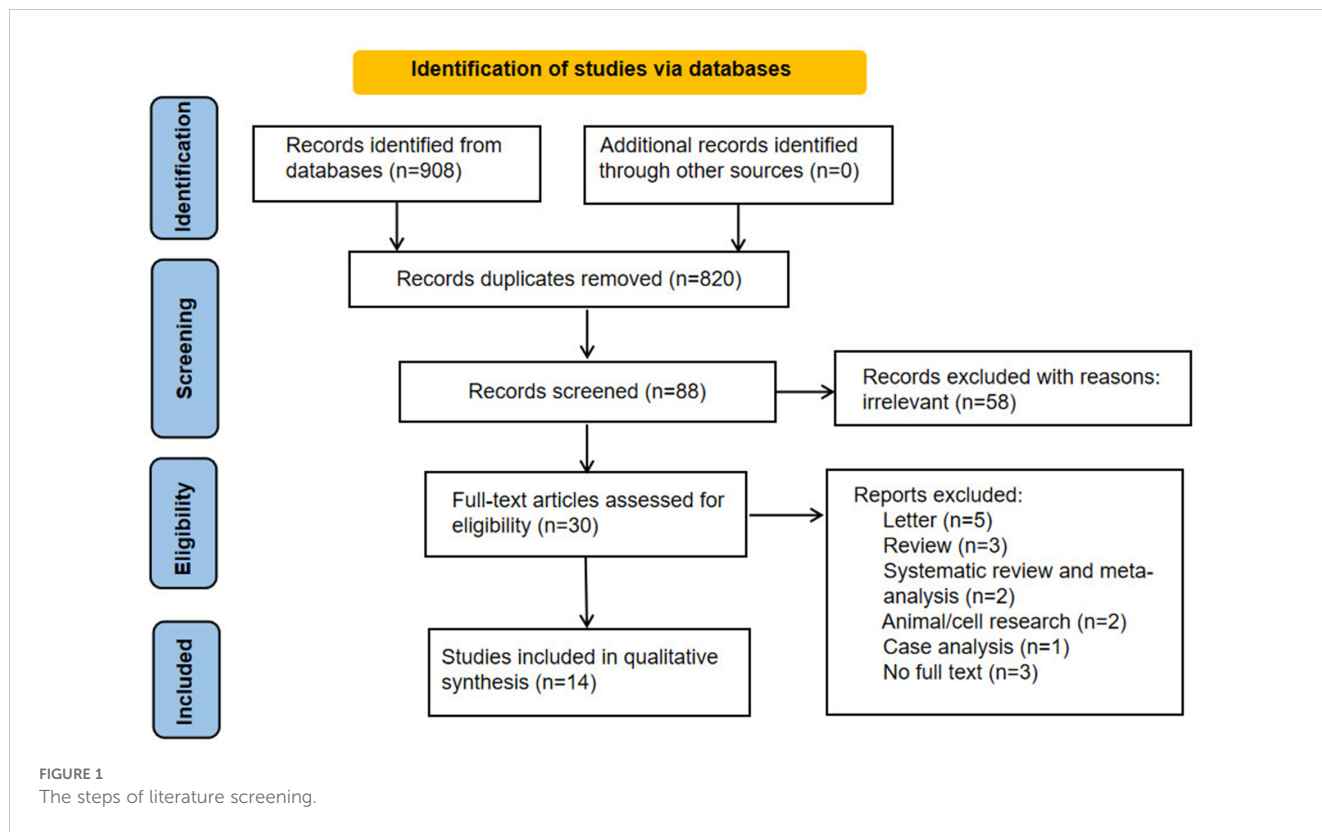 Identification of studies via databases
Identification
Records identified from
databases (n=908)
Additional records identified
through other sources (n=0)
Records duplicates removed (n=820)
Screening
Records screened (n=88)
Records excluded with reasons:
irrelevant (n=58)
Eligibility
Full-text articles assessed for
eligibility (n=30)
Reports excluded:
Letter (n=5)
Review (n=3)
Systematic review and meta-
analysis (n=2)
Animal/cell research (n=2)
Case analysis (n=1)
No full text (n=3)
Included
Studies included in qualitative
synthesis (n=14)
FIGURE 1
The steps of literature screening.